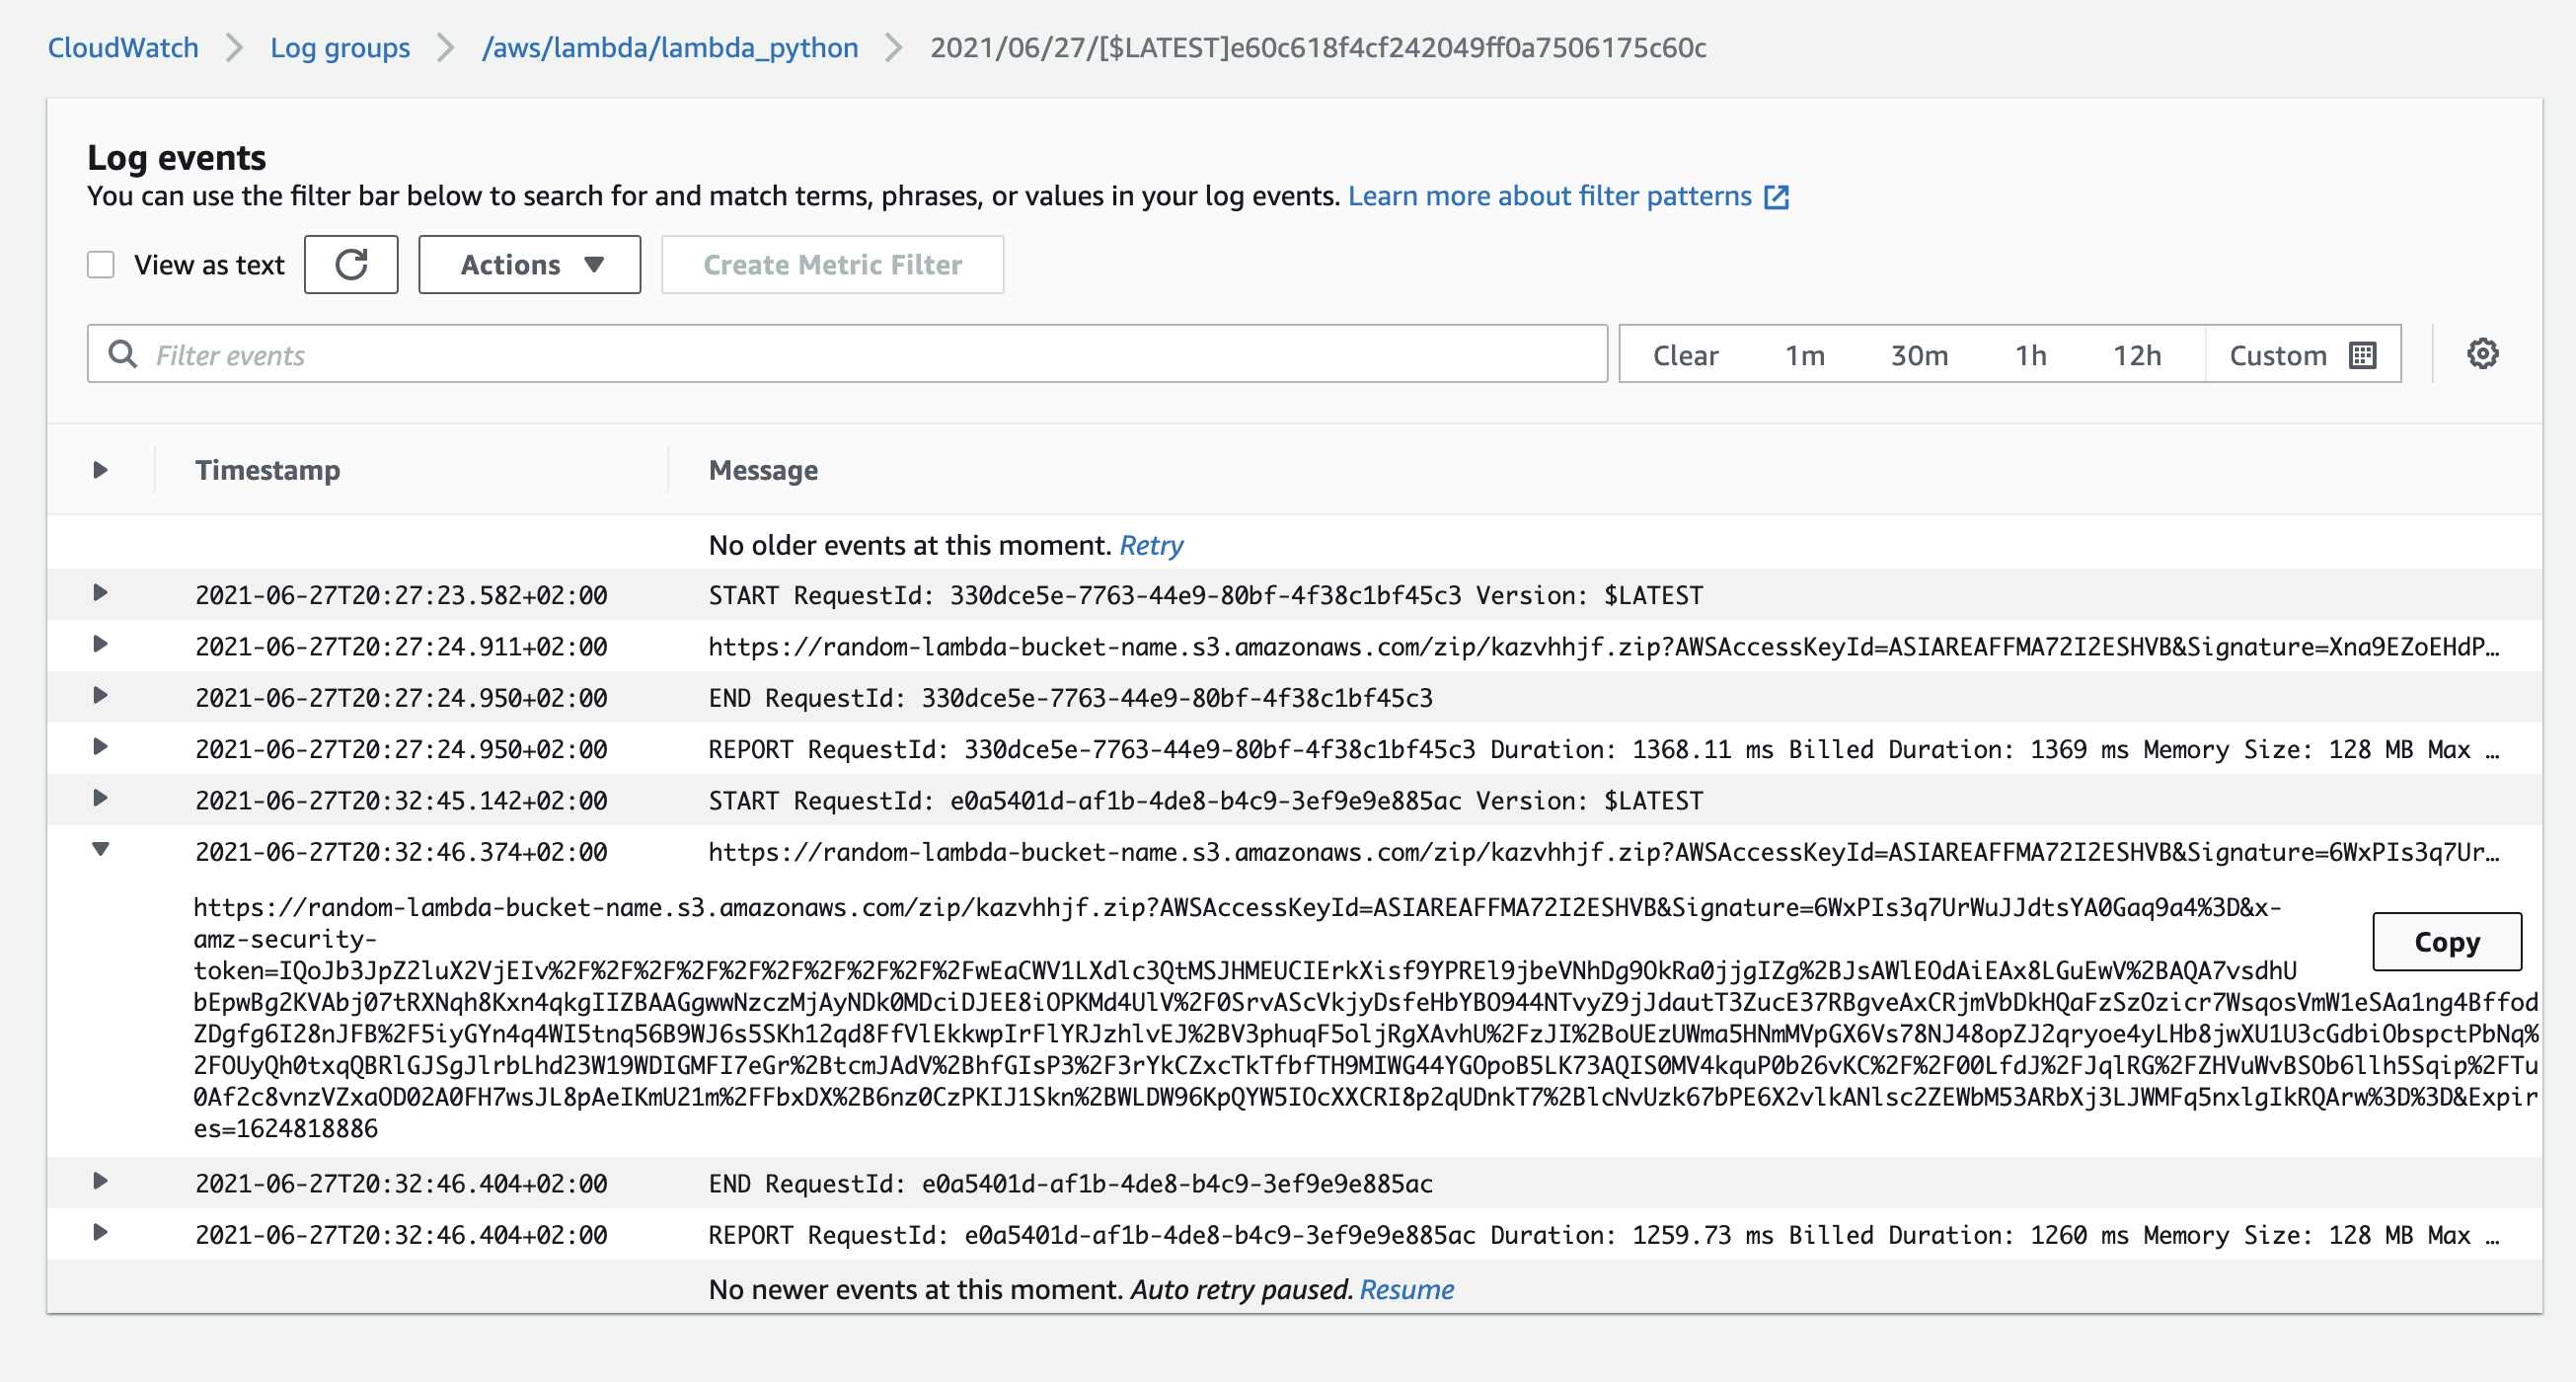 CloudWatch > Log groups > /aws/lambda/lambda_python > 2021/06/27/[$LATEST]e60c618f4cf242049ff0a7506175c60c
Log events
You can use the filter bar below to search for and match terms, phrases, or values in your log events. Learn more about filter patterns
View as text Actions Create Metric Filter
Filter events Clear 1m 30m 1h 12h Custom
Timestamp Message
No older events at this moment. Retry
2021-06-27T20:27:23.582+02:00 START RequestId: 330dce5e-7763-44e9-80bf-4f38c1bf45c3 Version: $LATEST
2021-06-27T20:27:24.911+02:00 https://random-lambda-bucket-name.s3.amazonaws.com/zip/kazvhhjf.zip?AWSAccessKeyId=ASIAREAFFMA72I2ESHVB&Signature=Xna9EZoEHdP…
2021-06-27T20:27:24.950+02:00 END RequestId: 330dce5e-7763-44e9-80bf-4f38c1bf45c3
2021-06-27T20:27:24.950+02:00 REPORT RequestId: 330dce5e-7763-44e9-80bf-4f38c1bf45c3 Duration: 1368.11 ms Billed Duration: 1369 ms Memory Size: 128 MB Max …
2021-06-27T20:32:45.142+02:00 START RequestId: e0a5401d-af1b-4de8-b4c9-3ef9e9e885ac Version: $LATEST
2021-06-27T20:32:46.374+02:00 https://random-lambda-bucket-name.s3.amazonaws.com/zip/kazvhhjf.zip?AWSAccessKeyId=ASIAREAFFMA72I2ESHVB&Signature=6WxPIs3q7Ur…
https://random-lambda-bucket-name.s3.amazonaws.com/zip/kazvhhjf.zip?AWSAccessKeyId=ASIAREAFFMA72I2ESHVB&Signature=6WxPIs3q7UrWuJJdtsYA0Gaq9a4%3D&x-
amz-security-
Copy
token=IQoJb3JpZ2luX2VjEIv%2F%2F%2F%2F%2F%2F%2F%2F%2F%2FwEaCWV1LXdlc3QtMSJHMEUCIErkXisf9YPREl9jbeVNhDg9OkRa0jjgIZg%2BJsAWlEOdAiEAx8LGuEwV%2BAQA7vsdhU
bEpwBg2KVAbj07tRXNqh8Kxn4qkgIIZBAAGgwwNzczMjAyNDk0MDciDJEE8iOPKMd4UlV%2F0SrvAScVkjyDsfeHbYBO944NTvyZ9jJdautT3ZucE37RBgveAxCRjmVbDkHQaFzSzOzicr7WsqosVmW1eSAa1ng4Bffod
ZDgfg6I28nJFB%2F5iyGYn4q4WI5tnq56B9WJ6s5SKh12qd8FfVlEkkwpIrFlYRJzhlvEJ%2BV3phuqF5oljRgXAvhU%2FzJI%2BoUEzUWma5HNmMVpGX6Vs78NJ48opZJ2qryoe4yLHb8jwXU1U3cGdbiObspctPbNq%
2FOUyQh0txqQBRlGJSgJlrbLhd23W19WDIGMFI7eGr%2BtcmJAdV%2BhfGIsP3%2F3rYkCZxcTkTfbfTH9MIWG44YGOpoB5LK73AQIS0MV4kquP0b26vKC%2F%2F00LfdJ%2FJqlRG%2FZHVuWvBSOb6llh5Sqip%2FTu
0Af2c8vnzVZxaOD02A0FH7wsJL8pAeIKmU21m%2FFbxDX%2B6nz0CzPKIJ1Skn%2BWLDW96KpQYW5IOcXXCRI8p2qUDnkT7%2BlcNvUzk67bPE6X2vlkANlsc2ZEWbM53ARbXj3LJWMFq5nxlgIkRQArw%3D%3D&Expir
es=1624818886
2021-06-27T20:32:46.404+02:00 END RequestId: e0a5401d-af1b-4de8-b4c9-3ef9e9e885ac
2021-06-27T20:32:46.404+02:00 REPORT RequestId: e0a5401d-af1b-4de8-b4c9-3ef9e9e885ac Duration: 1259.73 ms Billed Duration: 1260 ms Memory Size: 128 MB Max …
No newer events at this moment. Auto retry paused. Resume